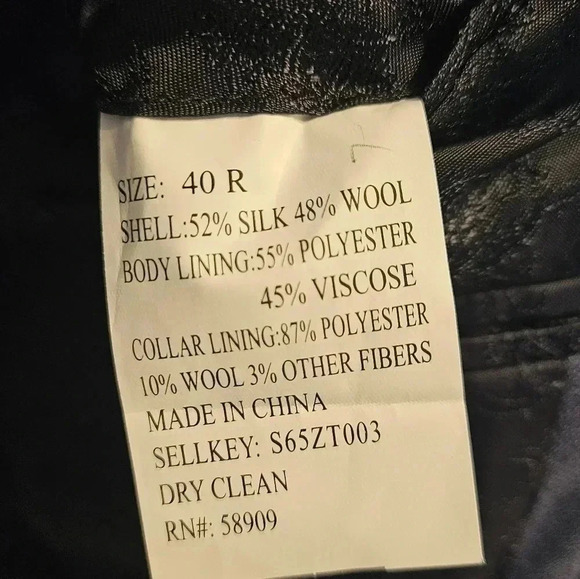 SIZE: 40 R
SHELL:52% SILK 48% WOOL
BODY LINING:55% POLYESTER
45% VISCOSE
COLLAR LINING:87% POLYESTER
10% WOOL 3% OTHER FIBERS
MADE IN CHINA
SELLKEY: S65ZT003
DRY CLEAN
RN#: 58909